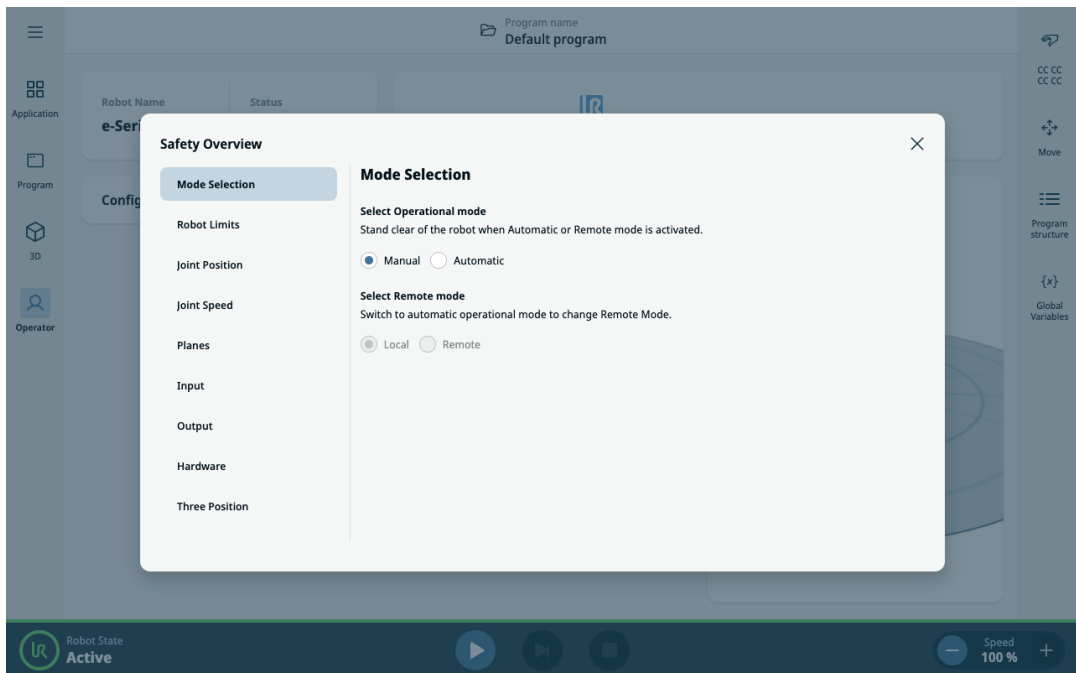 Program name
Default program
Application
Program
3D
Operator
Robot Name
Status
e-Seri
Config
Safety Overview
Mode Selection
Robot Limits
Joint Position
Joint Speed
Planes
Input
Output
Hardware
Three Position
Mode Selection
Select Operational mode
Stand clear of the robot when Automatic or Remote mode is activated.
Manual Automatic
Select Remote mode
Switch to automatic operational mode to change Remote Mode.
Local Remote
CC CC
CC CC
Move
Program
structure
{x}
Global
Variables
Robot State
Active
Speed
100 %